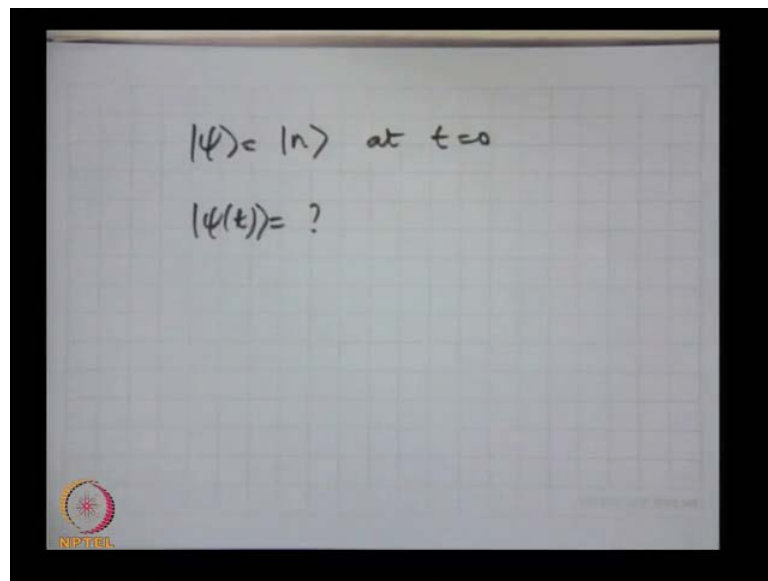 |ψ⟩= |n⟩ at t=0
|ψ(t)⟩= ?
NPTEL